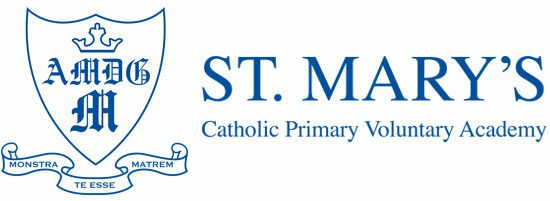 AMDG
M
MONSTRA TE ESSE MATREM
ST. MARY'S
Catholic Primary Voluntary Academy